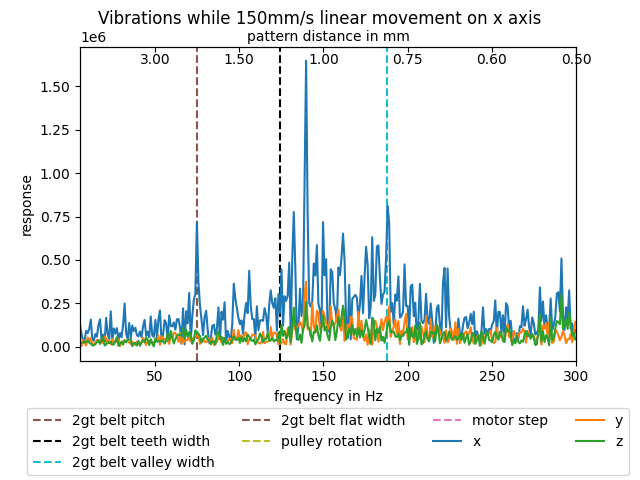 Vibrations while 150mm/s linear movement on x axis
pattern distance in mm
1e6
3.00 1.50 1.00 0.75 0.60 0.50
1.50
1.25
1.00
0.75
0.50
0.25
0.00
response
50 100 150 200 250 300
frequency in Hz
2gt belt pitch 2gt belt flat width motor step y
2gt belt teeth width pulley rotation x z
2gt belt valley width